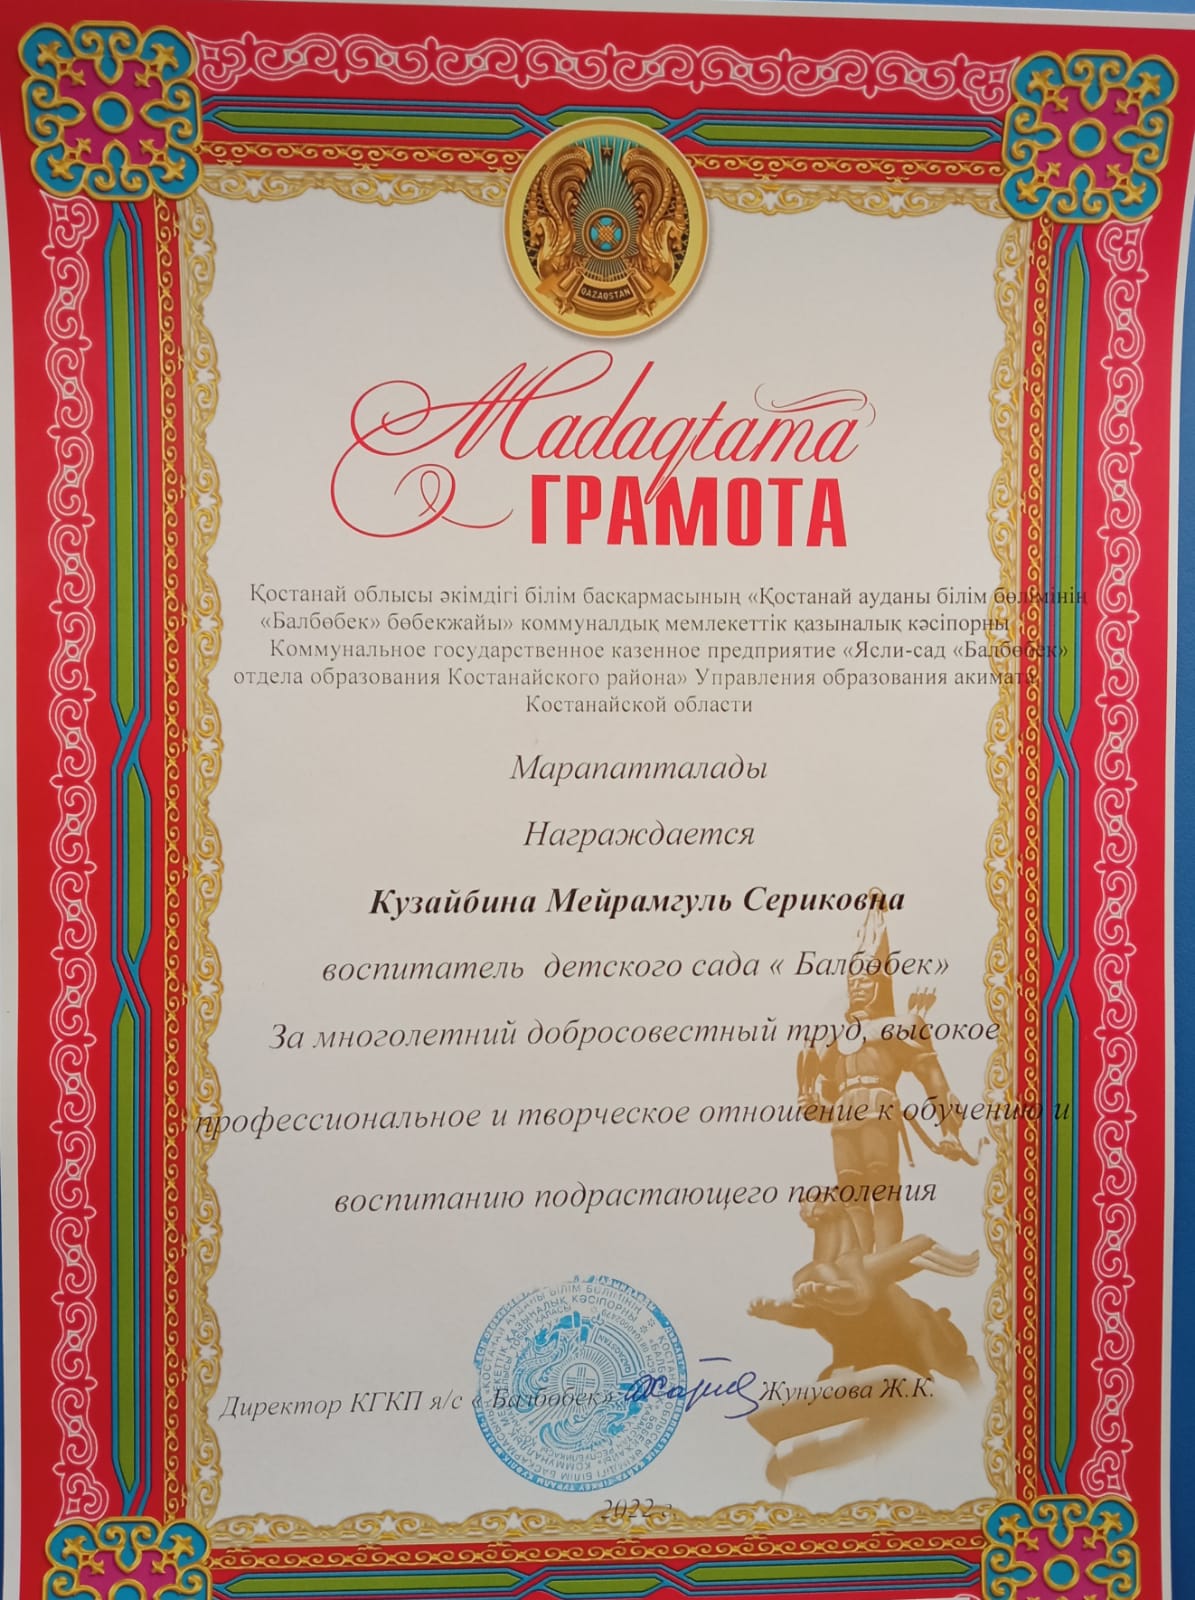 QAZAQSTAN
Madaqtama
ГРАМОТА
Қостанай облысы әкімдігі білім басқармасының «Қостанай ауданы білім бөлімінің
«Балбөбек» бөбекжайы» коммуналдық мемлекеттік қазыналық кәсіпорны
Коммунальное государственное казенное предприятие «Ясли-сад «Балбөбек»
отдела образования Костанайского района» Управления образования акимата
Костанайской области
Марапатталады
Награждается
Кузайбина Мейрамгуль Сериковна
воспитатель детского сада « Балбөбек»
За многолетний добросовестный труд, высокое
профессиональное и творческое отношение к обучению и
воспитанию подрастающего поколения
Директор КГКП я/с « Балбөбек» Жунусова Ж.К.
2022 г.